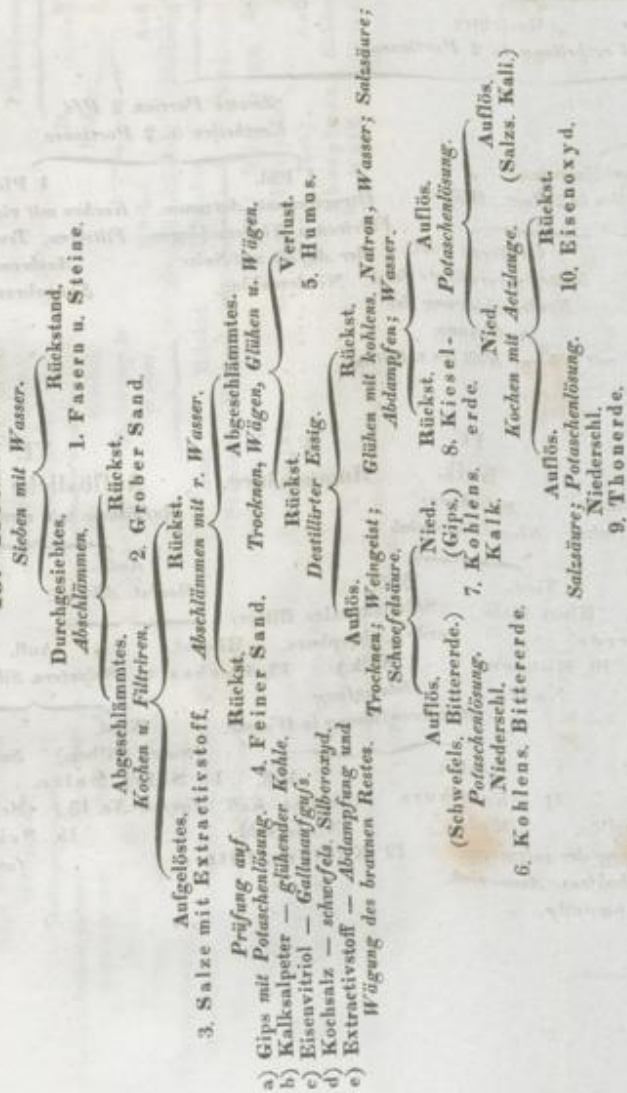 Sieben mit Wasser.
Durchgesiebtes. Rückstand.
Abschlämmen. 1. Fasern u. Steine.
Abgeschlämmtes. Rückst.
Kochen u. Filtriren. 2. Grober Sand.
Aufgelöstes. Rückst.
3. Salze mit Extractivstoff. Abschlämmen mit r. Wasser.
Rückst. Abgeschlämmtes.
Prüfung auf 4. Feiner Sand. Trocknen, Wägen, Glühen u. Wägen.
a) Gips mit Potaschenlösung.
b) Kalksalpeter — glühender Kohle. Rückst. Verlust.
c) Eisenvitriol — Gallusaufguſs. Destillirter Essig. 5. Humus.
d) Kochsalz — schwefels. Silberoxyd.
e) Extractivstoff — Abdampfung und Auflös. Rückst.
Wägung des braunen Restes. Trocknen; Weingeist; Glühen mit kohlens. Natron, Wasser; Salzsäure;
Schwefelsäure. Abdampfen; Wasser.
Auflös. Nied. Rückst. Auflös.
(Schwefels. Bittererde.) (Gips.) 8. Kiesel- Potaschenlösung.
Potaschenlösung. 7. Kohlens. erde.
Niederschl. Kalk. Nied. Auflös.
6. Kohlens. Bittererde. Kochen mit Aetzlauge. (Salzs. Kali.)
Auflös. Rückst.
Salzsäure; Potaschenlösung. 10. Eisenoxyd.
Niederschl.
9. Thonerde.